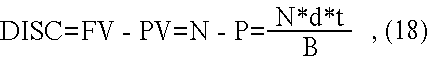 DISC=FV - PV=N - P= N*d*t / B , (18)